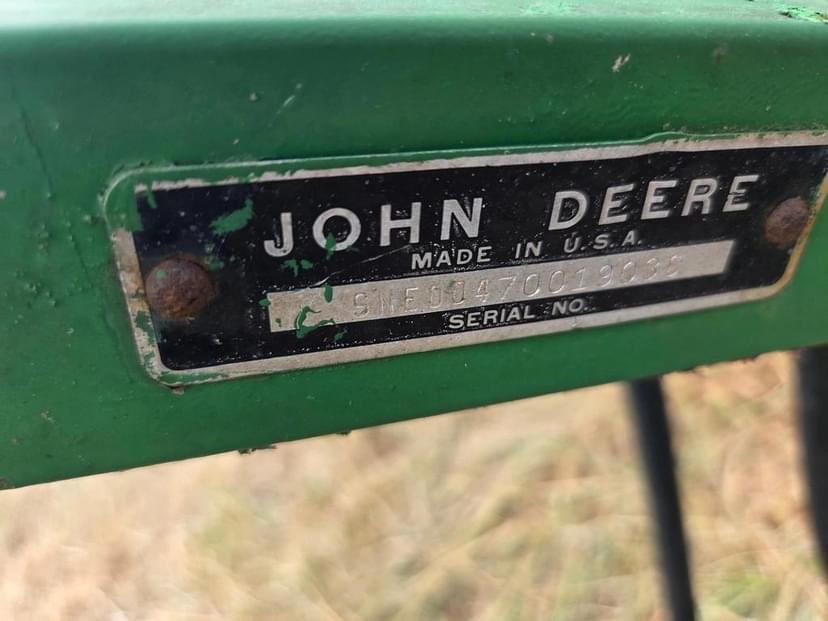 JOHN DEERE
MADE IN U.S.A.
SERIAL NO.